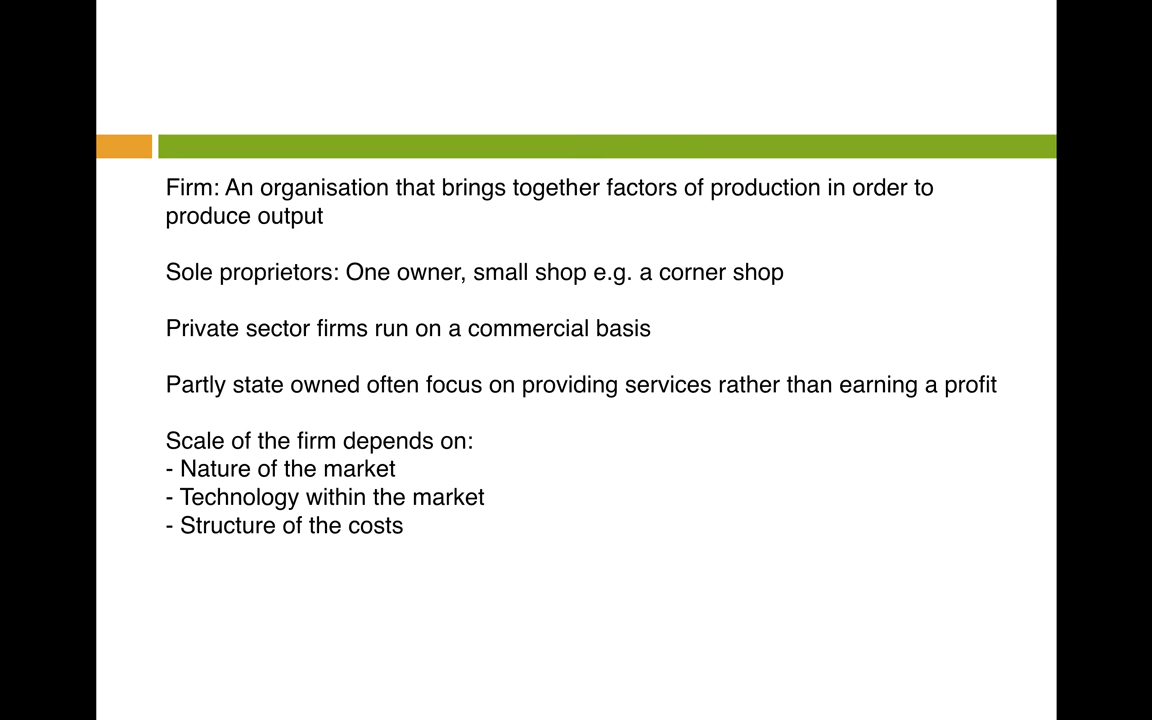 Firm: An organisation that brings together factors of production in order to
produce output
Sole proprietors: One owner, small shop e.g. a corner shop
Private sector firms run on a commercial basis
Partly state owned often focus on providing services rather than earning a profit
Scale of the firm depends on:
- Nature of the market
- Technology within the market
- Structure of the costs